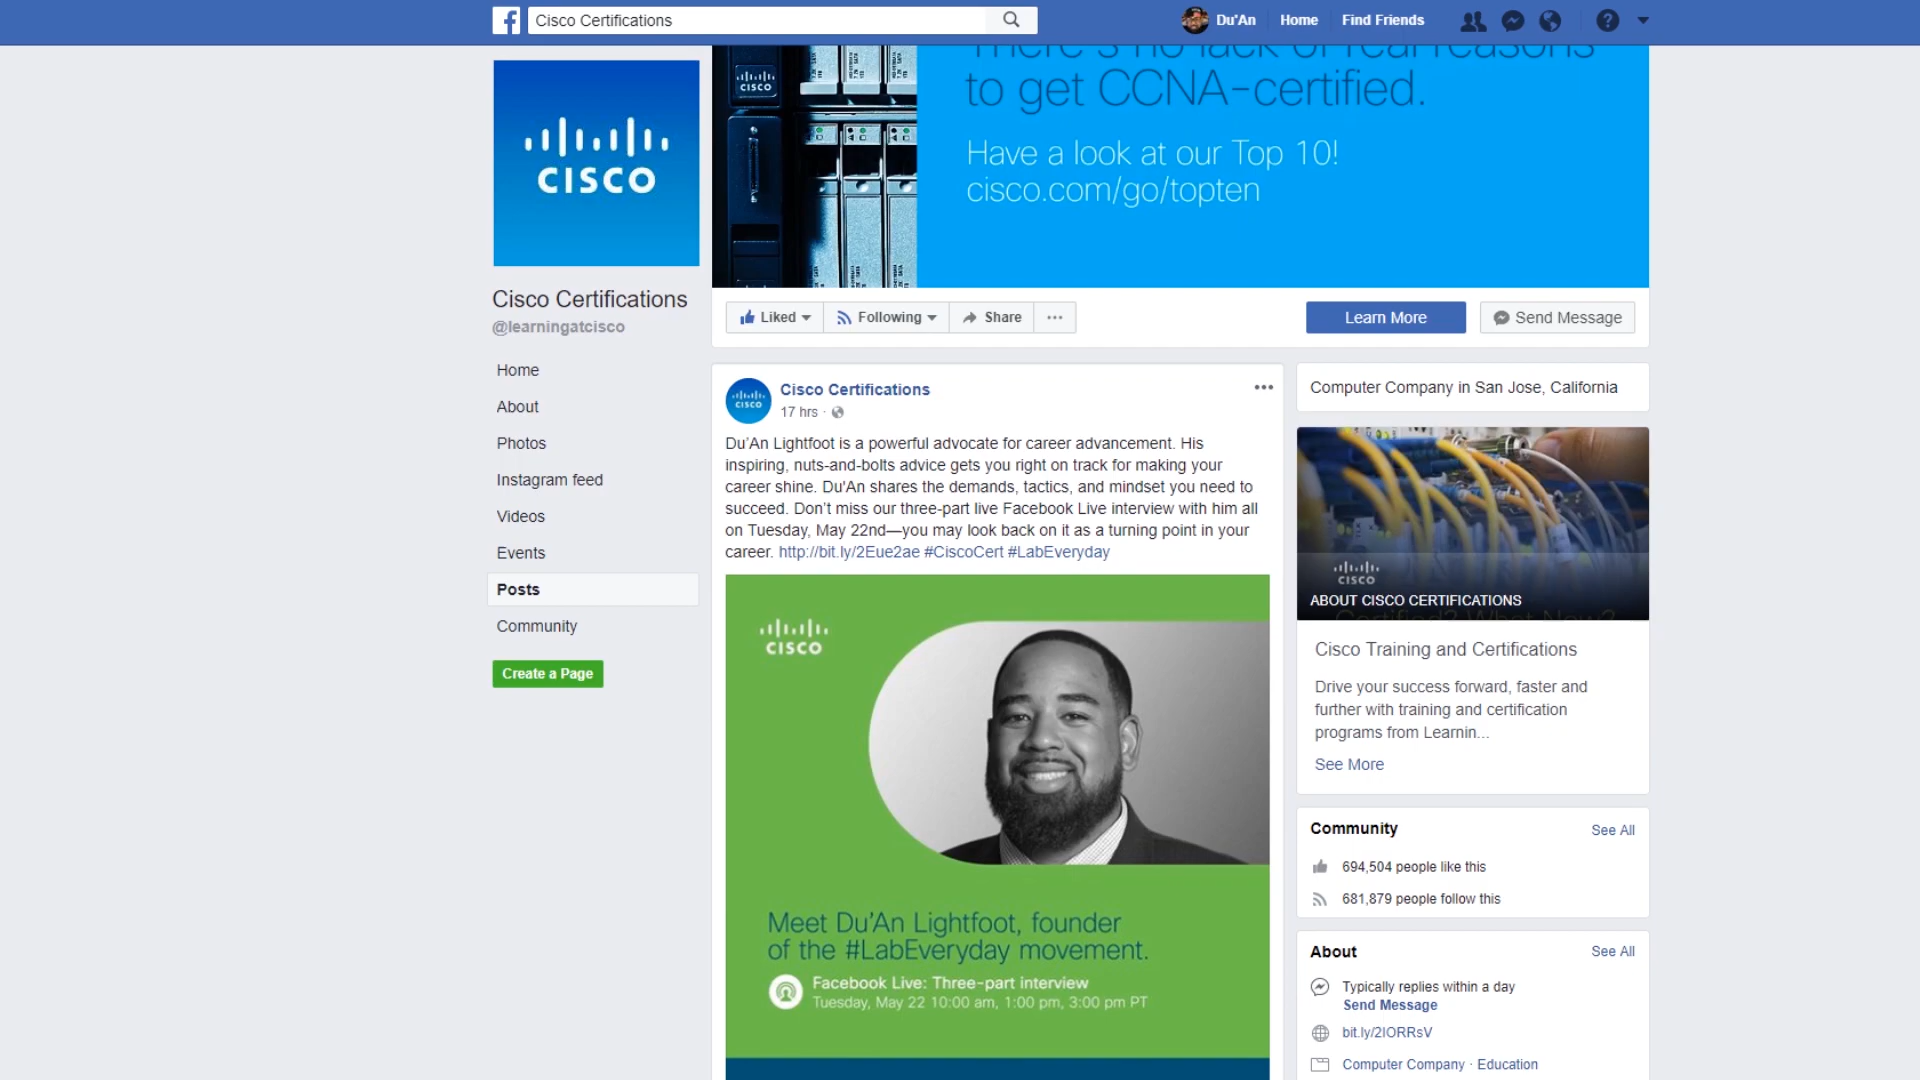 Cisco Certifications
Du'An
Home
Find Friends
There's no lack of real reasons
to get CCNA-certified.
Have a look at our Top 10!
cisco.com/go/topten
CISCO
CISCO
Cisco Certifications
@learningatcisco
Home
About
Photos
Instagram feed
Videos
Events
Posts
Community
Create a Page
Liked
Following
Share
Learn More
Send Message
Cisco Certifications
CISCO
17 hrs ·
Du’An Lightfoot is a powerful advocate for career advancement. His
inspiring, nuts-and-bolts advice gets you right on track for making your
career shine. Du'An shares the demands, tactics, and mindset you need to
succeed. Don’t miss our three-part live Facebook Live interview with him all
on Tuesday, May 22nd—you may look back on it as a turning point in your
career. http://bit.ly/2Eue2ae #CiscoCert #LabEveryday
CISCO
Meet Du’An Lightfoot, founder
of the #LabEveryday movement.
Facebook Live: Three-part interview
Tuesday, May 22 10:00 am, 1:00 pm, 3:00 pm PT
Computer Company in San Jose, California
CISCO
ABOUT CISCO CERTIFICATIONS
Certified? What Now?
Cisco Training and Certifications
Drive your success forward, faster and
further with training and certification
programs from Learnin...
See More
Community
See All
694,504 people like this
681,879 people follow this
About
See All
Typically replies within a day
Send Message
bit.ly/2IORRsV
Computer Company · Education